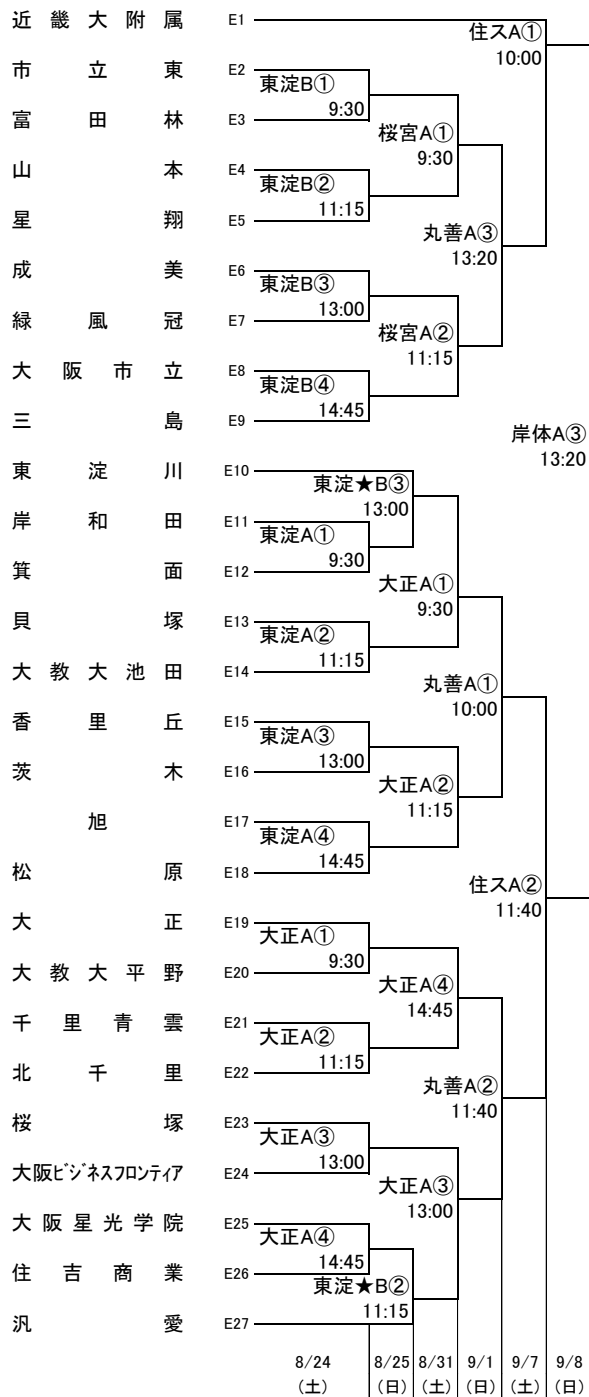 近畿大附属 E1
住スA①
10:00
市立東 E2
東淀B①
9:30
富田林 E3
桜宮A①
9:30
山本 E4
東淀B②
11:15
星翔 E5
丸善A③
13:20
成美 E6
東淀B③
13:00
緑風冠 E7
桜宮A②
11:15
大阪市立 E8
東淀B④
14:45
三島 E9
岸体A③
13:20
東淀川 E10
東淀★B③
13:00
岸和田 E11
東淀A①
9:30
箕面 E12
大正A①
9:30
貝塚 E13
東淀A②
11:15
大教大池田 E14
丸善A①
10:00
香里丘 E15
東淀A③
13:00
茨木 E16
大正A②
11:15
旭 E17
東淀A④
14:45
松原 E18
住スA②
11:40
大正 E19
大正A①
9:30
大教大平野 E20
大正A④
14:45
千里青雲 E21
大正A②
11:15
北千里 E22
丸善A②
11:40
桜塚 E23
大正A③
13:00
大阪ﾋﾞｼﾞﾈｽﾌﾛﾝﾃｨｱ E24
大正A③
13:00
大阪星光学院 E25
大正A④
14:45
住吉商業 E26
東淀★B②
11:15
汎愛 E27
8/24 8/25 8/31 9/1 9/7 9/8
(土) (日) (土) (日) (土) (日)